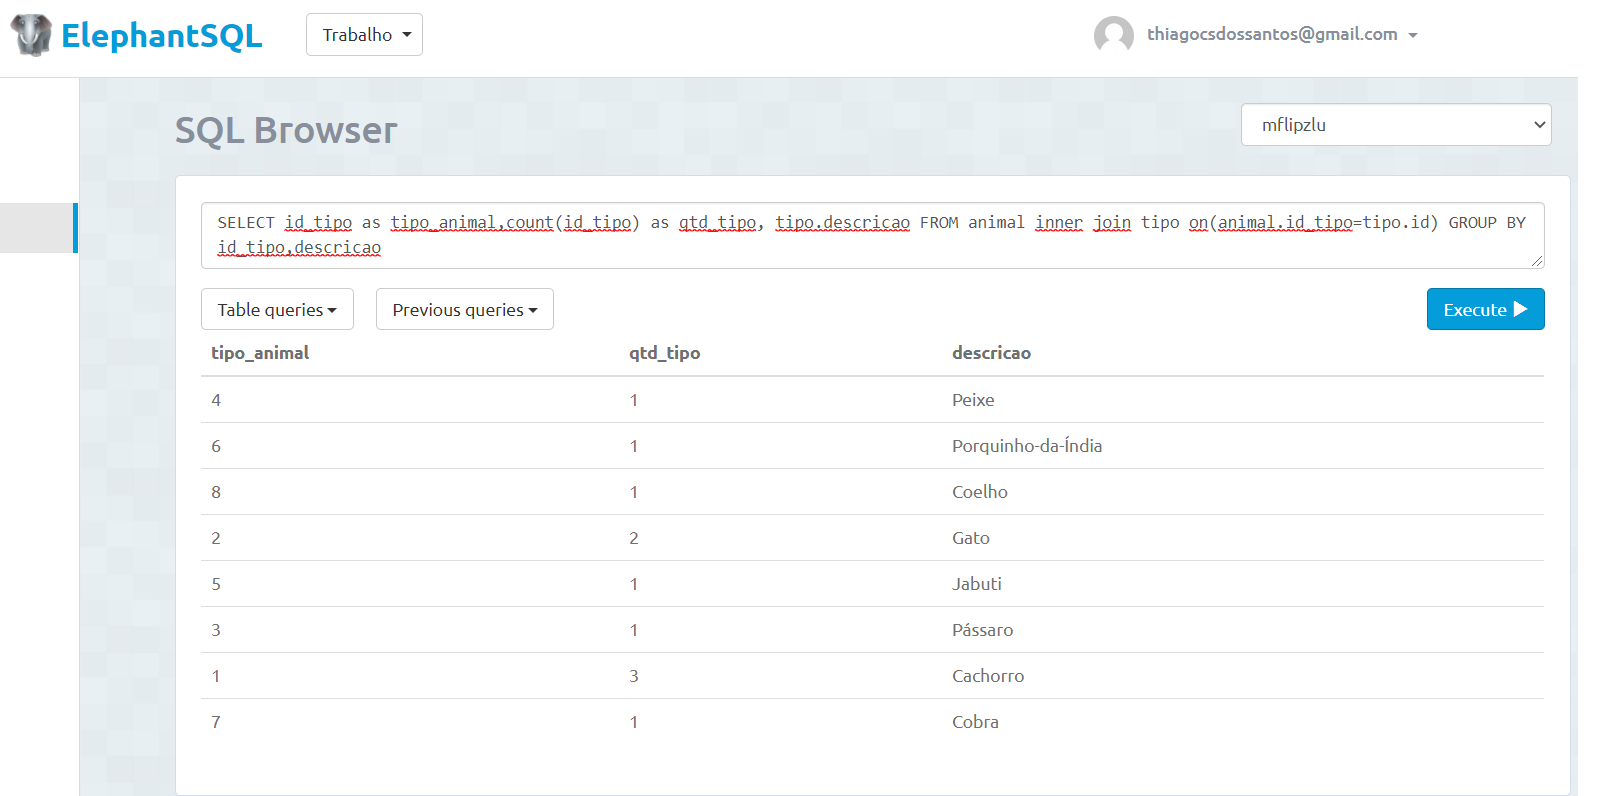 ElephantSQL
Trabalho
thiagocsdossantos@gmail.com
SQL Browser
mflipzlu
SELECT id_tipo as tipo_animal,count(id_tipo) as qtd_tipo, tipo.descricao FROM animal inner join tipo on(animal.id_tipo=tipo.id) GROUP BY
id_tipo,descricao
Table queries
Previous queries
Execute
tipo_animal qtd_tipo descricao
4 1 Peixe
6 1 Porquinho-da-Índia
8 1 Coelho
2 2 Gato
5 1 Jabuti
3 1 Pássaro
1 3 Cachorro
7 1 Cobra